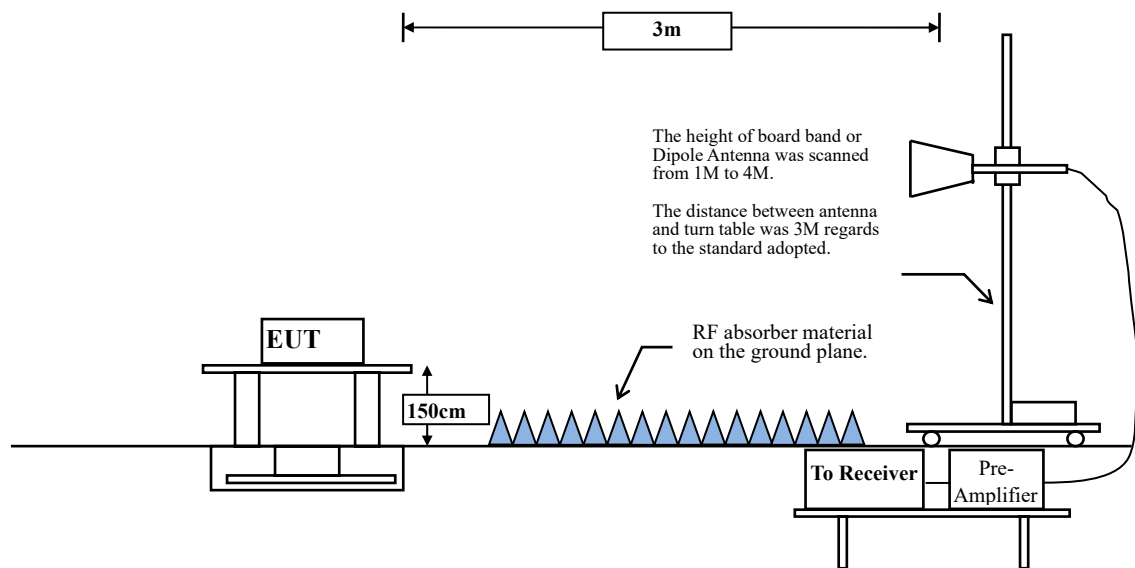 3m
The height of board band or
Dipole Antenna was scanned
from 1M to 4M.
The distance between antenna
and turn table was 3M regards
to the standard adopted.
EUT
RF absorber material
on the ground plane.
150cm
To Receiver
Pre-
Amplifier